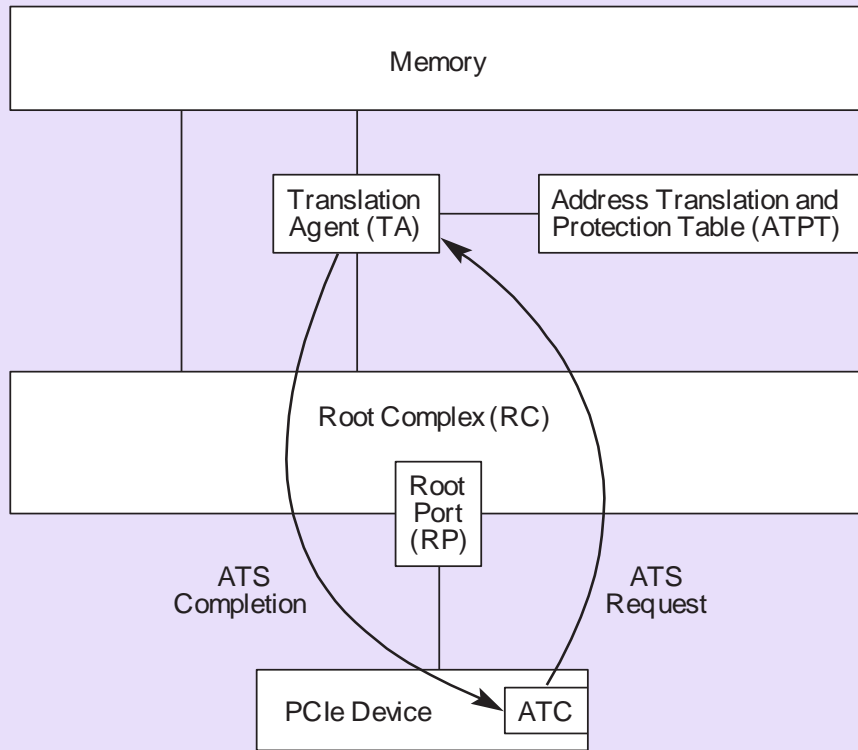 Memory
Translation
Agent (TA)
Address Translation and
Protection Table (ATPT)
Root Complex (RC)
Root
Port
(RP)
ATS
Completion
ATS
Request
PCIe Device
ATC